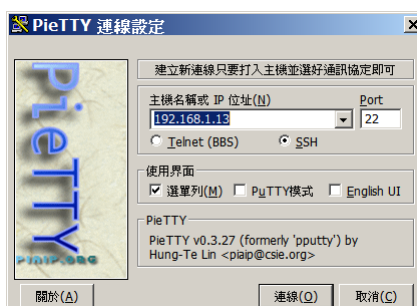 PieTTY 連線設定
PieTTY
PIAIP.ORG
建立新連線只要打入主機並選好通訊協定即可
主機名稱或 IP 位址(N) Port
192.168.1.13 22
Telnet (BBS) SSH
使用界面
選單列(M) PuTTY模式 English UI
PieTTY
PieTTY v0.3.27 (formerly 'pputty') by
Hung-Te Lin <piaip@csie.org>
關於(A) 連線(O) 取消(C)